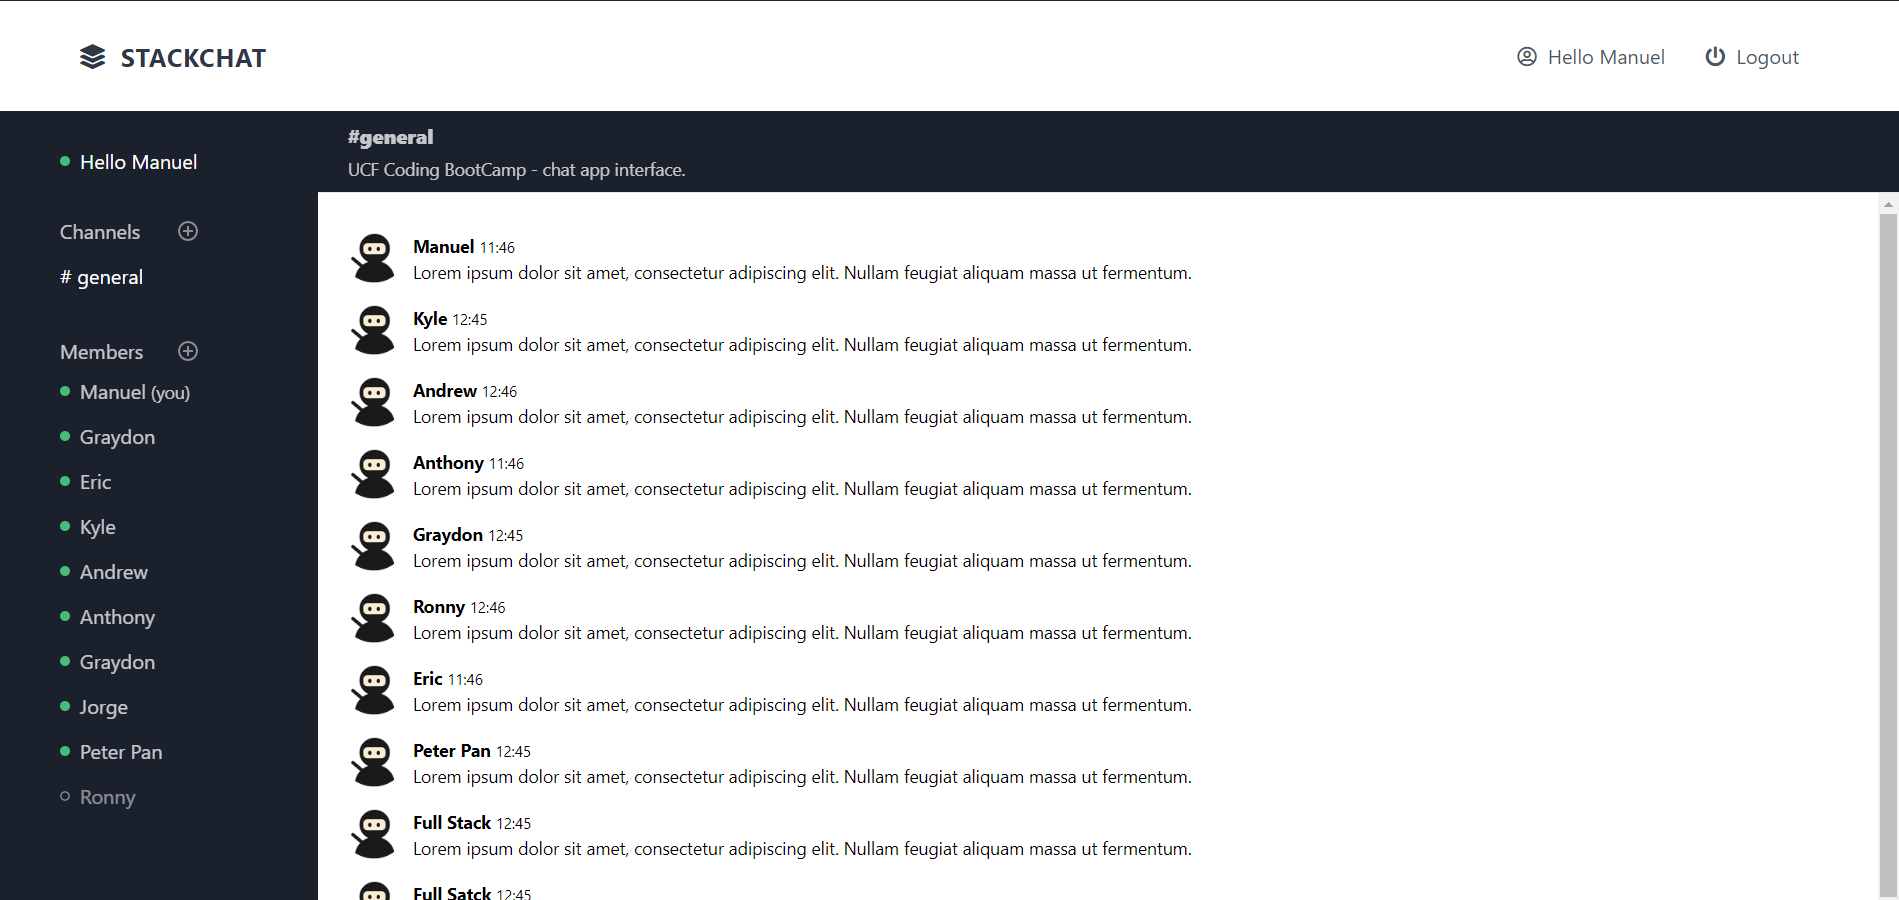 STACKCHAT
Hello Manuel
Logout
Hello Manuel
Channels
# general
Members
Manuel (you)
Graydon
Eric
Kyle
Andrew
Anthony
Graydon
Jorge
Peter Pan
Ronny
#general
UCF Coding BootCamp - chat app interface.
Manuel 11:46
Lorem ipsum dolor sit amet, consectetur adipiscing elit. Nullam feugiat aliquam massa ut fermentum.
Kyle 12:45
Lorem ipsum dolor sit amet, consectetur adipiscing elit. Nullam feugiat aliquam massa ut fermentum.
Andrew 12:46
Lorem ipsum dolor sit amet, consectetur adipiscing elit. Nullam feugiat aliquam massa ut fermentum.
Anthony 11:46
Lorem ipsum dolor sit amet, consectetur adipiscing elit. Nullam feugiat aliquam massa ut fermentum.
Graydon 12:45
Lorem ipsum dolor sit amet, consectetur adipiscing elit. Nullam feugiat aliquam massa ut fermentum.
Ronny 12:46
Lorem ipsum dolor sit amet, consectetur adipiscing elit. Nullam feugiat aliquam massa ut fermentum.
Eric 11:46
Lorem ipsum dolor sit amet, consectetur adipiscing elit. Nullam feugiat aliquam massa ut fermentum.
Peter Pan 12:45
Lorem ipsum dolor sit amet, consectetur adipiscing elit. Nullam feugiat aliquam massa ut fermentum.
Full Stack 12:45
Lorem ipsum dolor sit amet, consectetur adipiscing elit. Nullam feugiat aliquam massa ut fermentum.
Full Satck 12:45